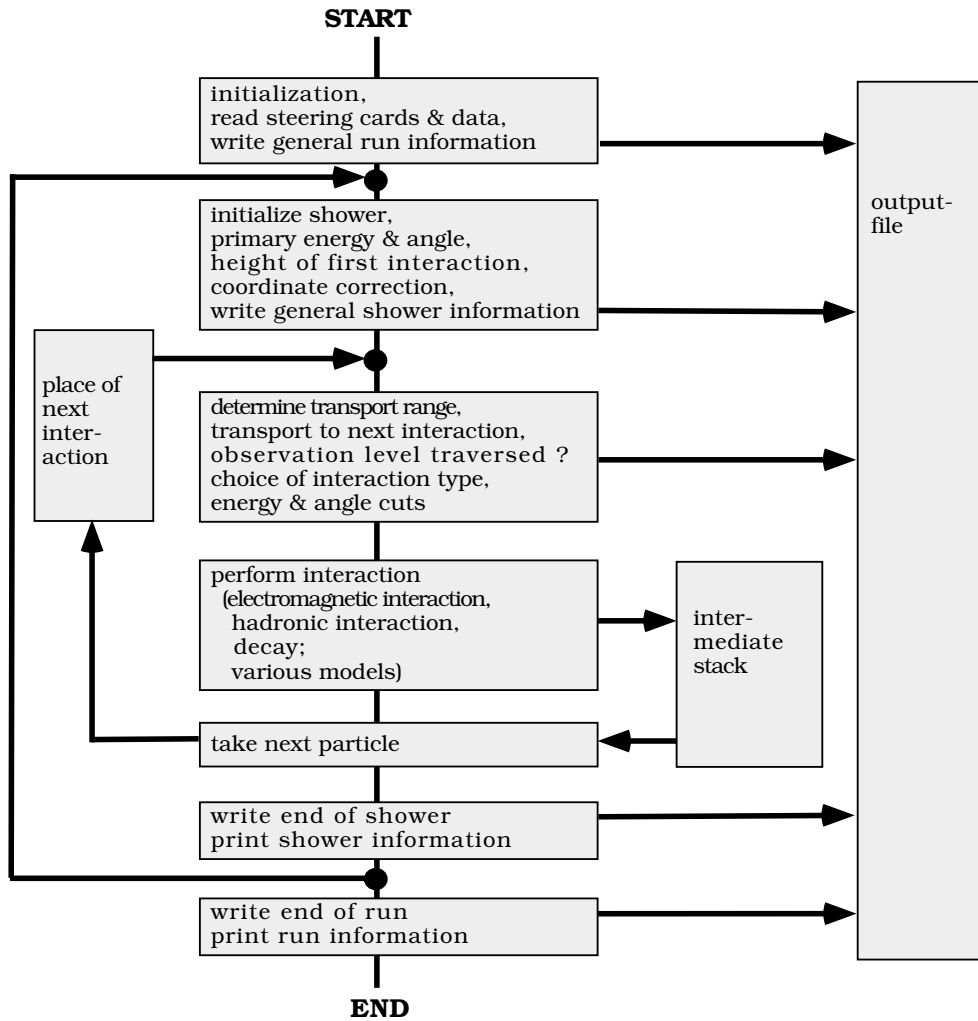 START
initialization,
read steering cards & data,
write general run information
output-
file
initialize shower,
primary energy & angle,
height of first interaction,
coordinate correction,
write general shower information
place of
next
inter-
action
determine transport range,
transport to next interaction,
observation level traversed ?
choice of interaction type,
energy & angle cuts
perform interaction
(electromagnetic interaction,
hadronic interaction,
decay;
various models)
inter-
mediate
stack
take next particle
write end of shower
print shower information
write end of run
print run information
END